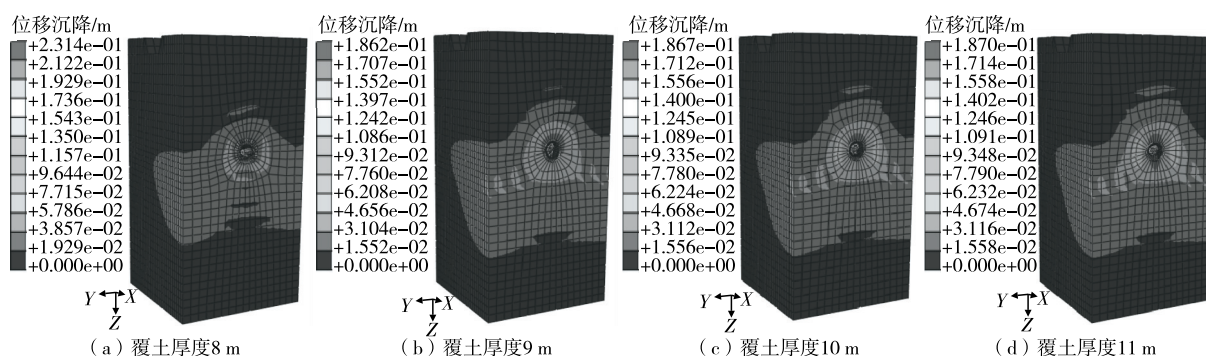 位移沉降/m
+2.314e−01
+2.122e−01
+1.929e−01
+1.736e−01
+1.543e−01
+1.350e−01
+1.157e−01
+9.644e−02
+7.715e−02
+5.786e−02
+3.857e−02
+1.929e−02
+0.000e+00
Y X
Z
（a）覆土厚度8 m
位移沉降/m
+1.862e−01
+1.707e−01
+1.552e−01
+1.397e−01
+1.242e−01
+1.086e−01
+9.312e−02
+7.760e−02
+6.208e−02
+4.656e−02
+3.104e−02
+1.552e−02
+0.000e+00
Y X
Z
（b）覆土厚度9 m
位移沉降/m
+1.867e−01
+1.712e−01
+1.556e−01
+1.400e−01
+1.245e−01
+1.089e−01
+9.335e−02
+7.780e−02
+6.224e−02
+4.668e−02
+3.112e−02
+1.556e−02
+0.000e+00
Y X
Z
（c）覆土厚度10 m
位移沉降/m
+1.870e−01
+1.714e−01
+1.558e−01
+1.402e−01
+1.246e−01
+1.091e−01
+9.348e−02
+7.790e−02
+6.232e−02
+4.674e−02
+3.116e−02
+1.558e−02
+0.000e+00
Y X
Z
（d）覆土厚度11 m